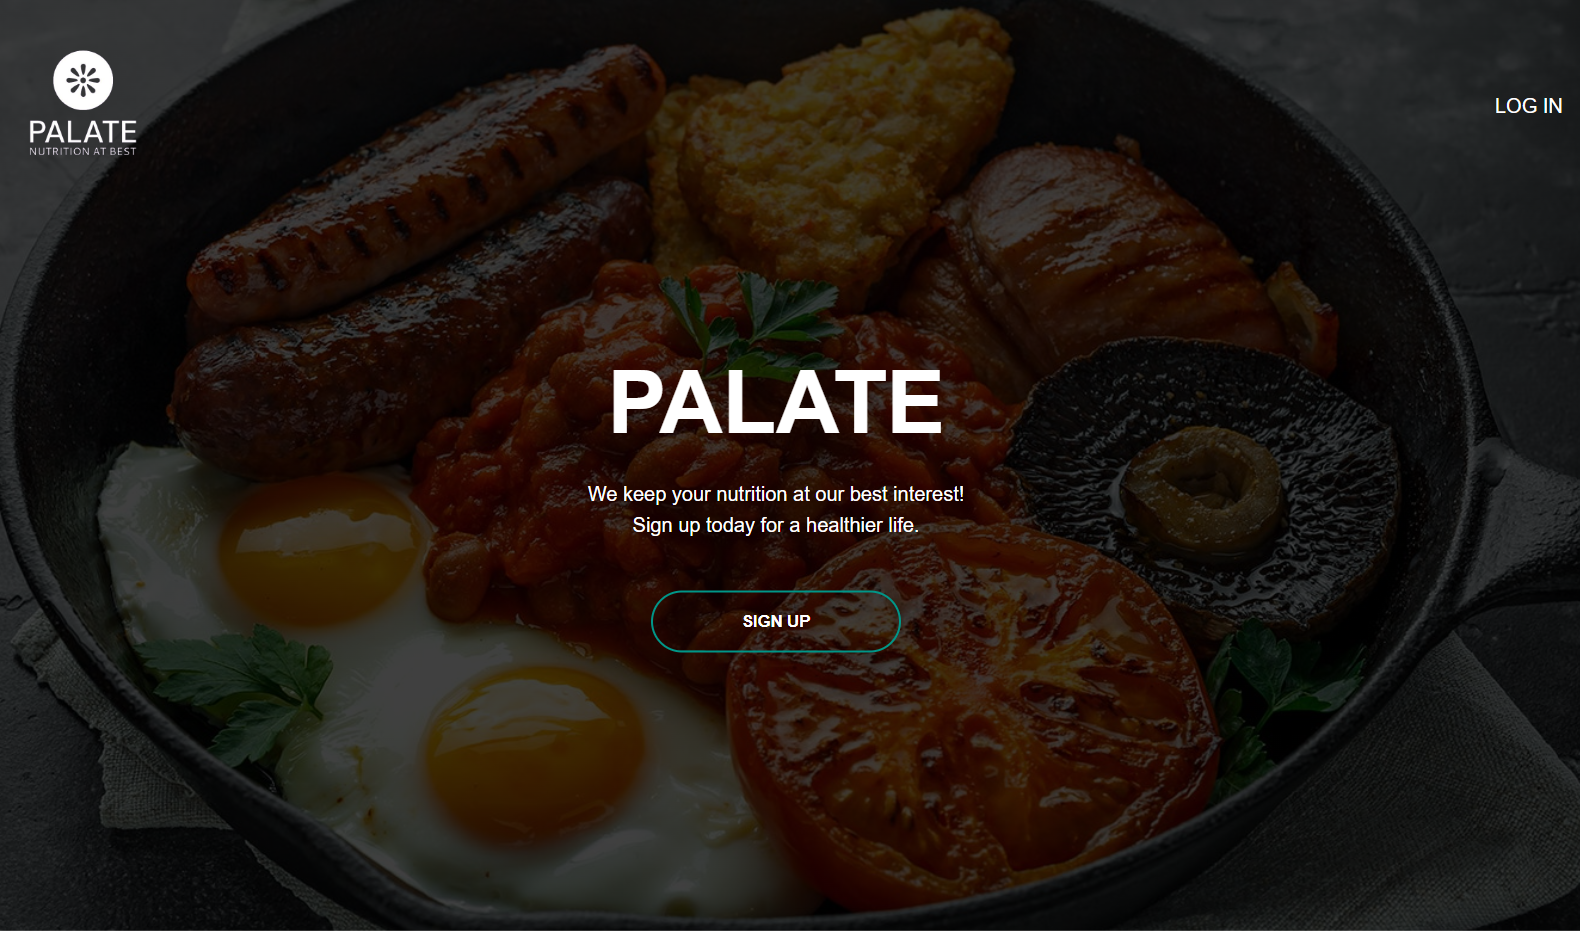 PALATE
NUTRITION AT BEST
LOG IN
PALATE
We keep your nutrition at our best interest!
Sign up today for a healthier life.
SIGN UP